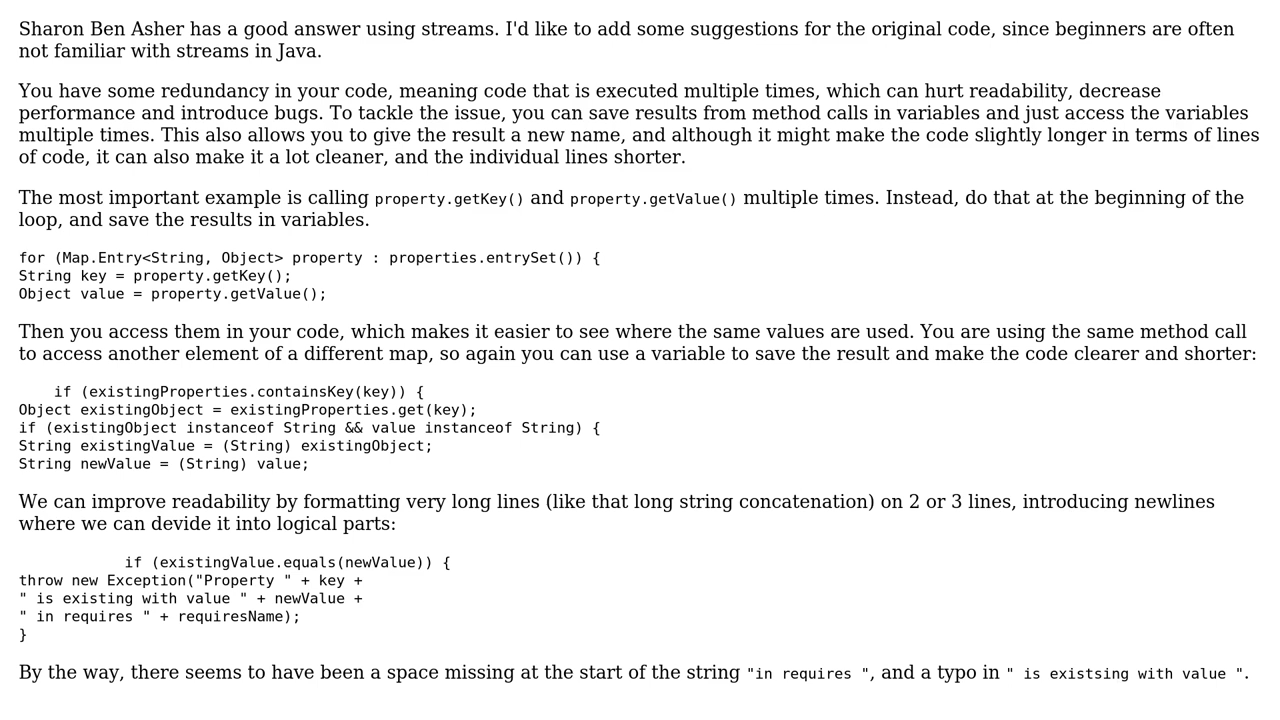 Sharon Ben Asher has a good answer using streams. I'd like to add some suggestions for the original code, since beginners are often
not familiar with streams in Java.
You have some redundancy in your code, meaning code that is executed multiple times, which can hurt readability, decrease
performance and introduce bugs. To tackle the issue, you can save results from method calls in variables and just access the variables
multiple times. This also allows you to give the result a new name, and although it might make the code slightly longer in terms of lines
of code, it can also make it a lot cleaner, and the individual lines shorter.
The most important example is calling property.getKey() and property.getValue() multiple times. Instead, do that at the beginning of the
loop, and save the results in variables.
for (Map.Entry<String, Object> property : properties.entrySet()) {
String key = property.getKey();
Object value = property.getValue();
Then you access them in your code, which makes it easier to see where the same values are used. You are using the same method call
to access another element of a different map, so again you can use a variable to save the result and make the code clearer and shorter:
    if (existingProperties.containsKey(key)) {
Object existingObject = existingProperties.get(key);
if (existingObject instanceof String && value instanceof String) {
String existingValue = (String) existingObject;
String newValue = (String) value;
We can improve readability by formatting very long lines (like that long string concatenation) on 2 or 3 lines, introducing newlines
where we can devide it into logical parts:
            if (existingValue.equals(newValue)) {
throw new Exception("Property " + key +
" is existing with value " + newValue +
" in requires " + requiresName);
}
By the way, there seems to have been a space missing at the start of the string "in requires ", and a typo in " is existsing with value ".